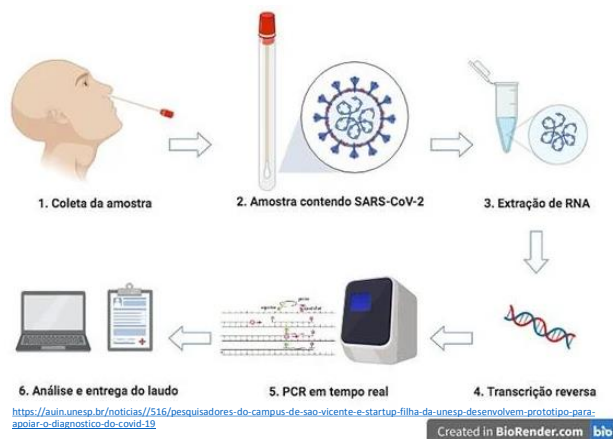 1. Coleta da amostra
2. Amostra contendo SARS-CoV-2
3. Extração de RNA
4. Transcrição reversa
5. PCR em tempo real
6. Análise e entrega do laudo
https://auin.unesp.br/noticias//516/pesquisadores-do-campus-de-sao-vicente-e-startup-filha-da-unesp-desenvolvem-prototipo-para-
apoiar-o-diagnostico-do-covid-19
Created in BioRender.com bio